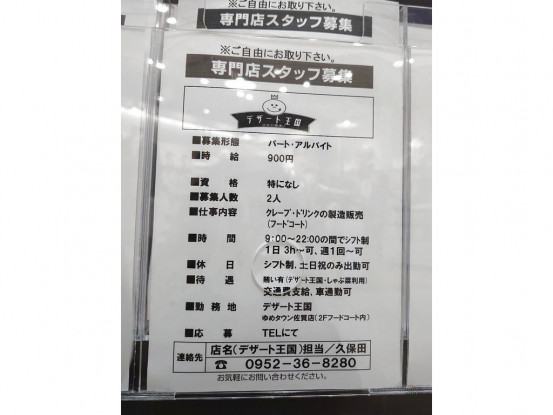 ※ご自由にお取り下さい。
専門店スタッフ募集
※ご自由にお取り下さい。
専門店スタッフ募集
デザート王国
■募集形態 パート・アルバイト
■時給 900円
■資格 特になし
■募集人数 2人
■仕事内容 クレープ・ドリンクの製造販売
(フードコート)
■時間 9:00〜22:00の間でシフト制
1日 3h〜可、週1回〜可
■休日 シフト制、土日祝のみ出勤可
■待遇 賄い有(デザート王国・しゃぶ菜利用)
交通費支給、車通勤可
■勤務地 デザート王国
ゆめタウン佐賀店(2Fフードコート内)
■応募 TELにて
連絡先 店名(デザート王国)担当/久保田
☎ 0952-36-8280
お気軽にお問い合わせください。